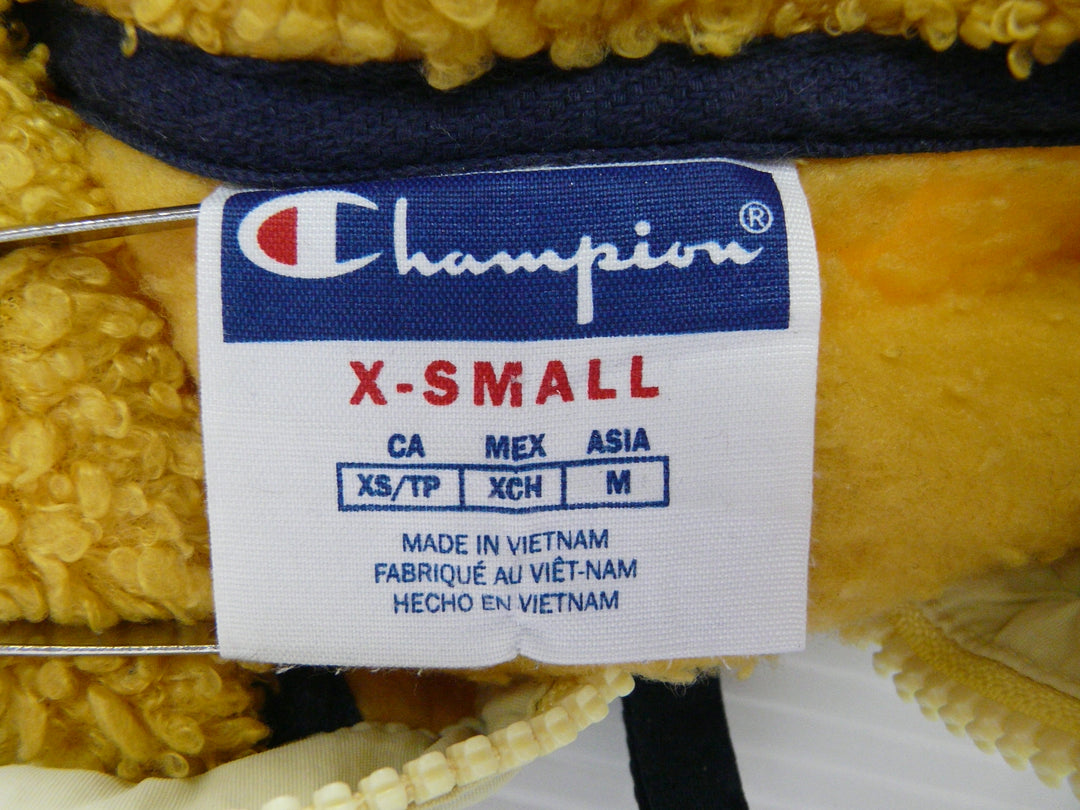 Champion®
X-SMALL
CA MEX ASIA
XS/TP XCH M
MADE IN VIETNAM
FABRIQUÉ AU VIÊT-NAM
HECHO EN VIETNAM